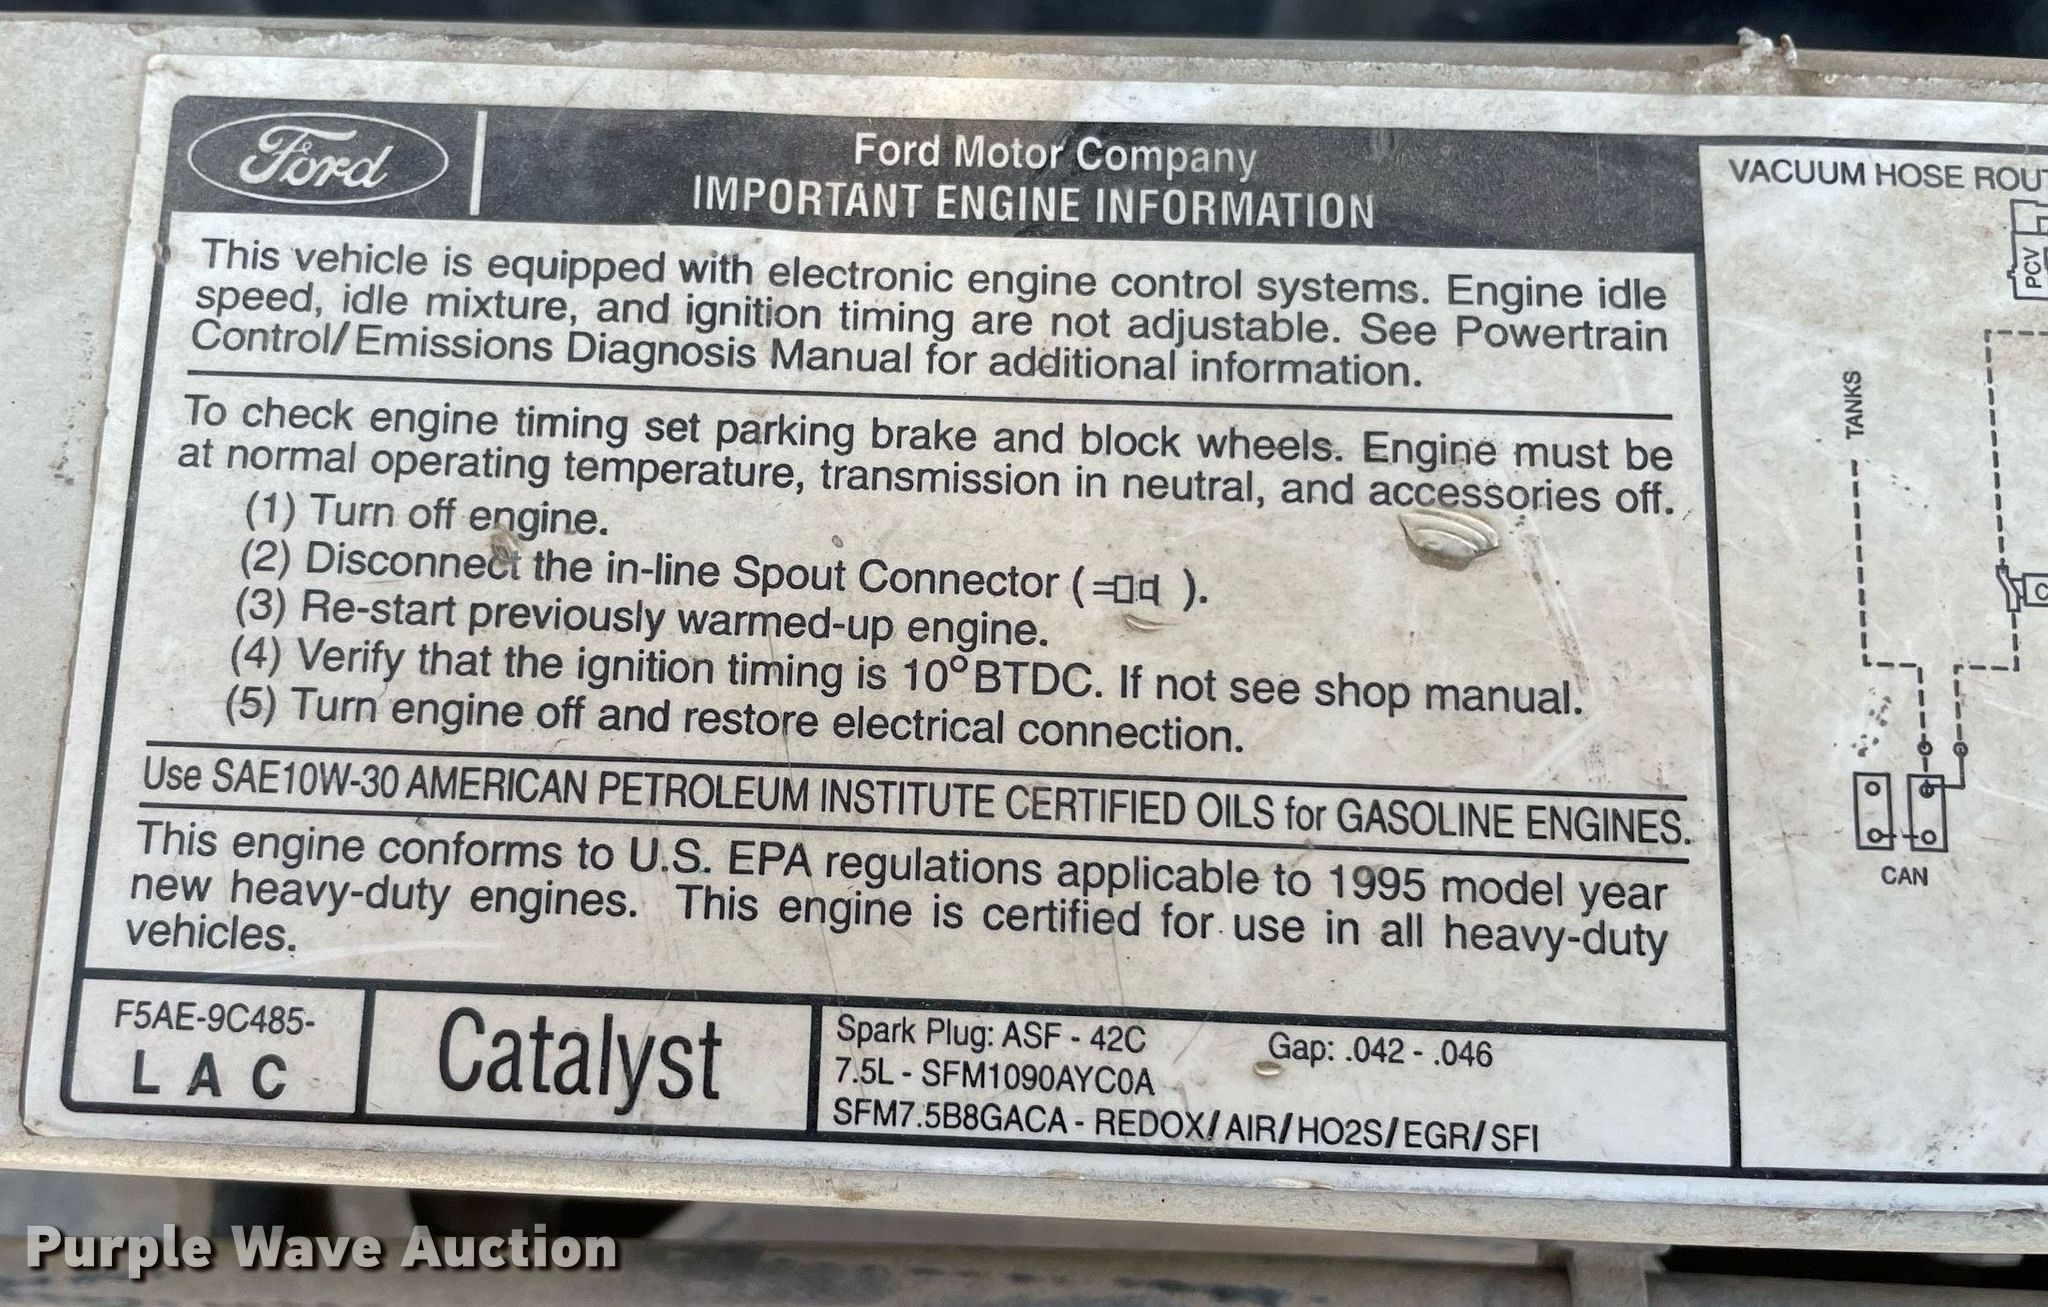 Ford
Ford Motor Company
IMPORTANT ENGINE INFORMATION
This vehicle is equipped with electronic engine control systems. Engine idle
speed, idle mixture, and ignition timing are not adjustable. See Powertrain
Control/Emissions Diagnosis Manual for additional information.
To check engine timing set parking brake and block wheels. Engine must be
at normal operating temperature, transmission in neutral, and accessories off.
(1) Turn off engine.
(2) Disconnect the in-line Spout Connector ( ).
(3) Re-start previously warmed-up engine.
(4) Verify that the ignition timing is 10° BTDC. If not see shop manual.
(5) Turn engine off and restore electrical connection.
Use SAE10W-30 AMERICAN PETROLEUM INSTITUTE CERTIFIED OILS for GASOLINE ENGINES.
This engine conforms to U.S. EPA regulations applicable to 1995 model year
new heavy-duty engines. This engine is certified for use in all heavy-duty
vehicles.
F5AE-9C485-
L A C
Catalyst
Spark Plug: ASF - 42C Gap: .042 - .046
7.5L - SFM1090AYC0A
SFM7.5B8GACA - REDOX/AIR/HO2S/EGR/SFI
VACUUM HOSE ROUT
PCV
TANKS
C
CAN
Purple Wave Auction